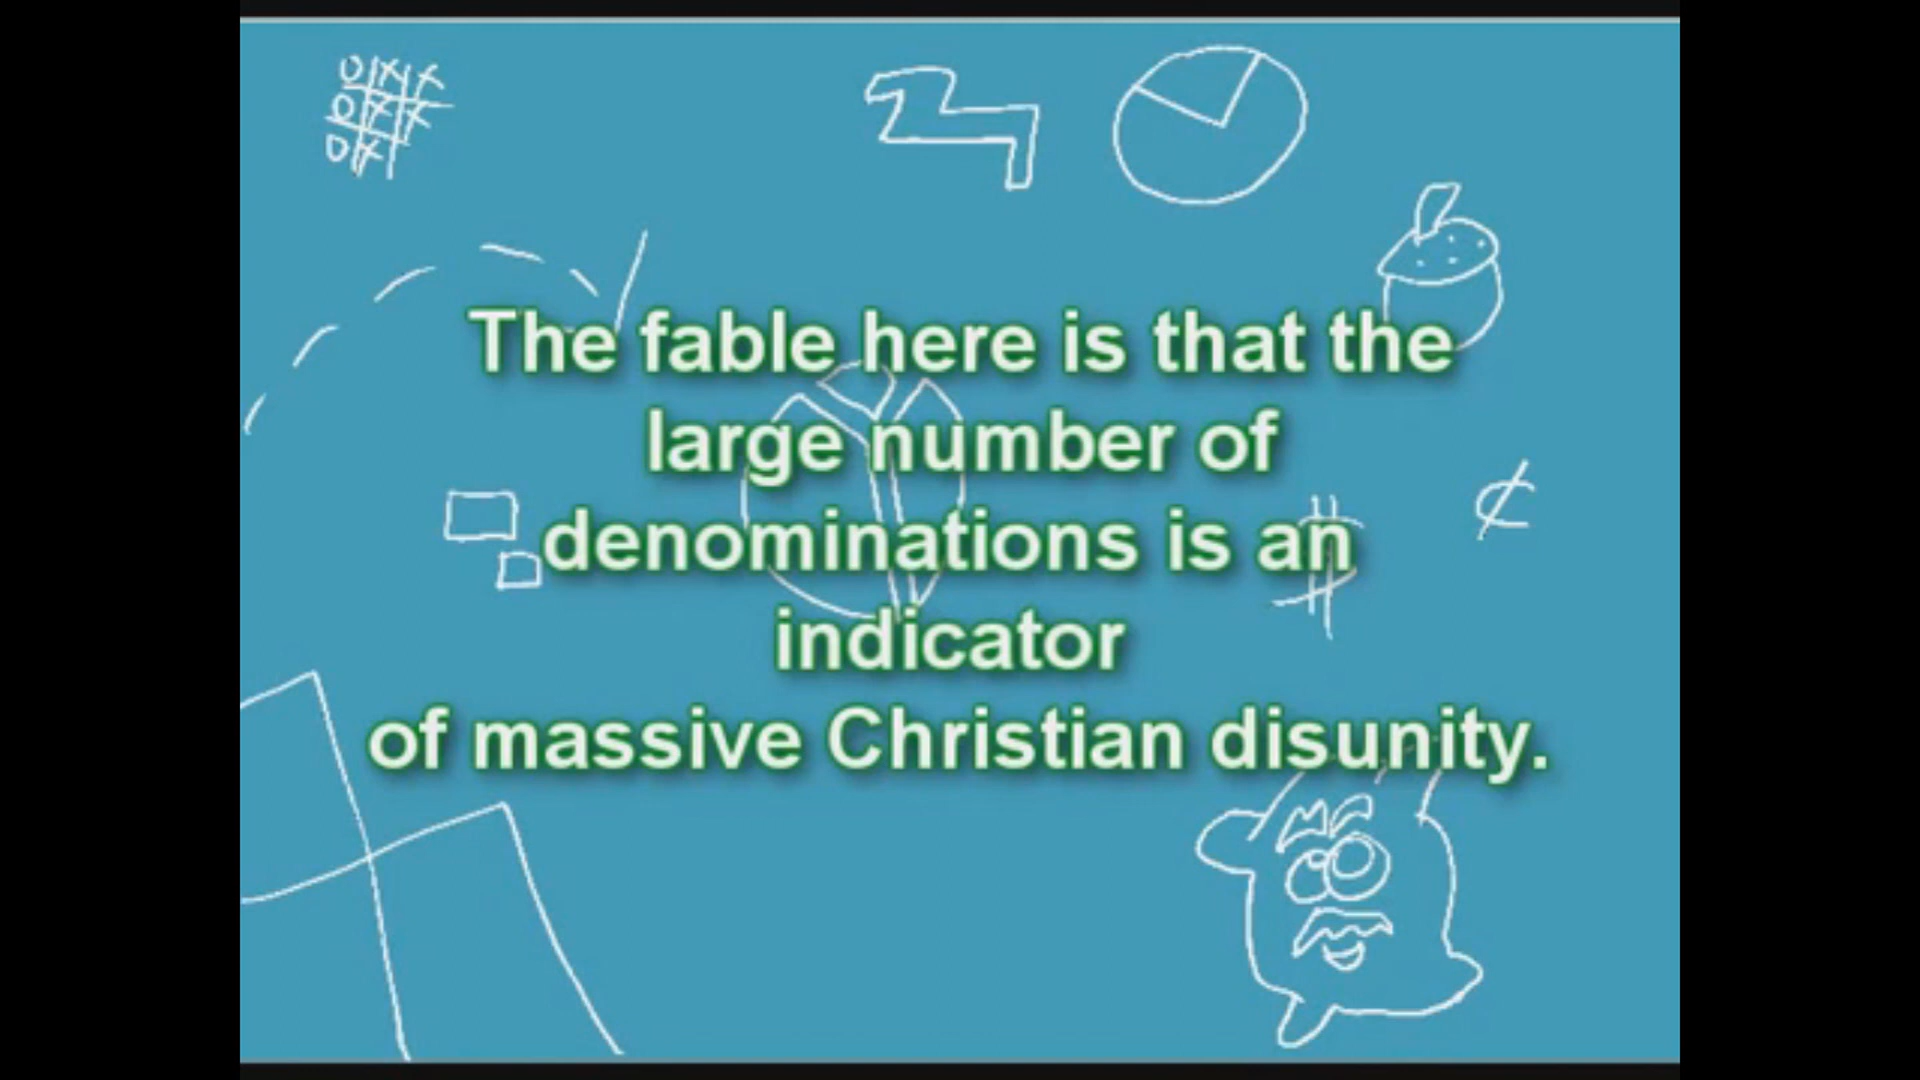 The fable here is that the
large number of
denominations is an
indicator
of massive Christian disunity.